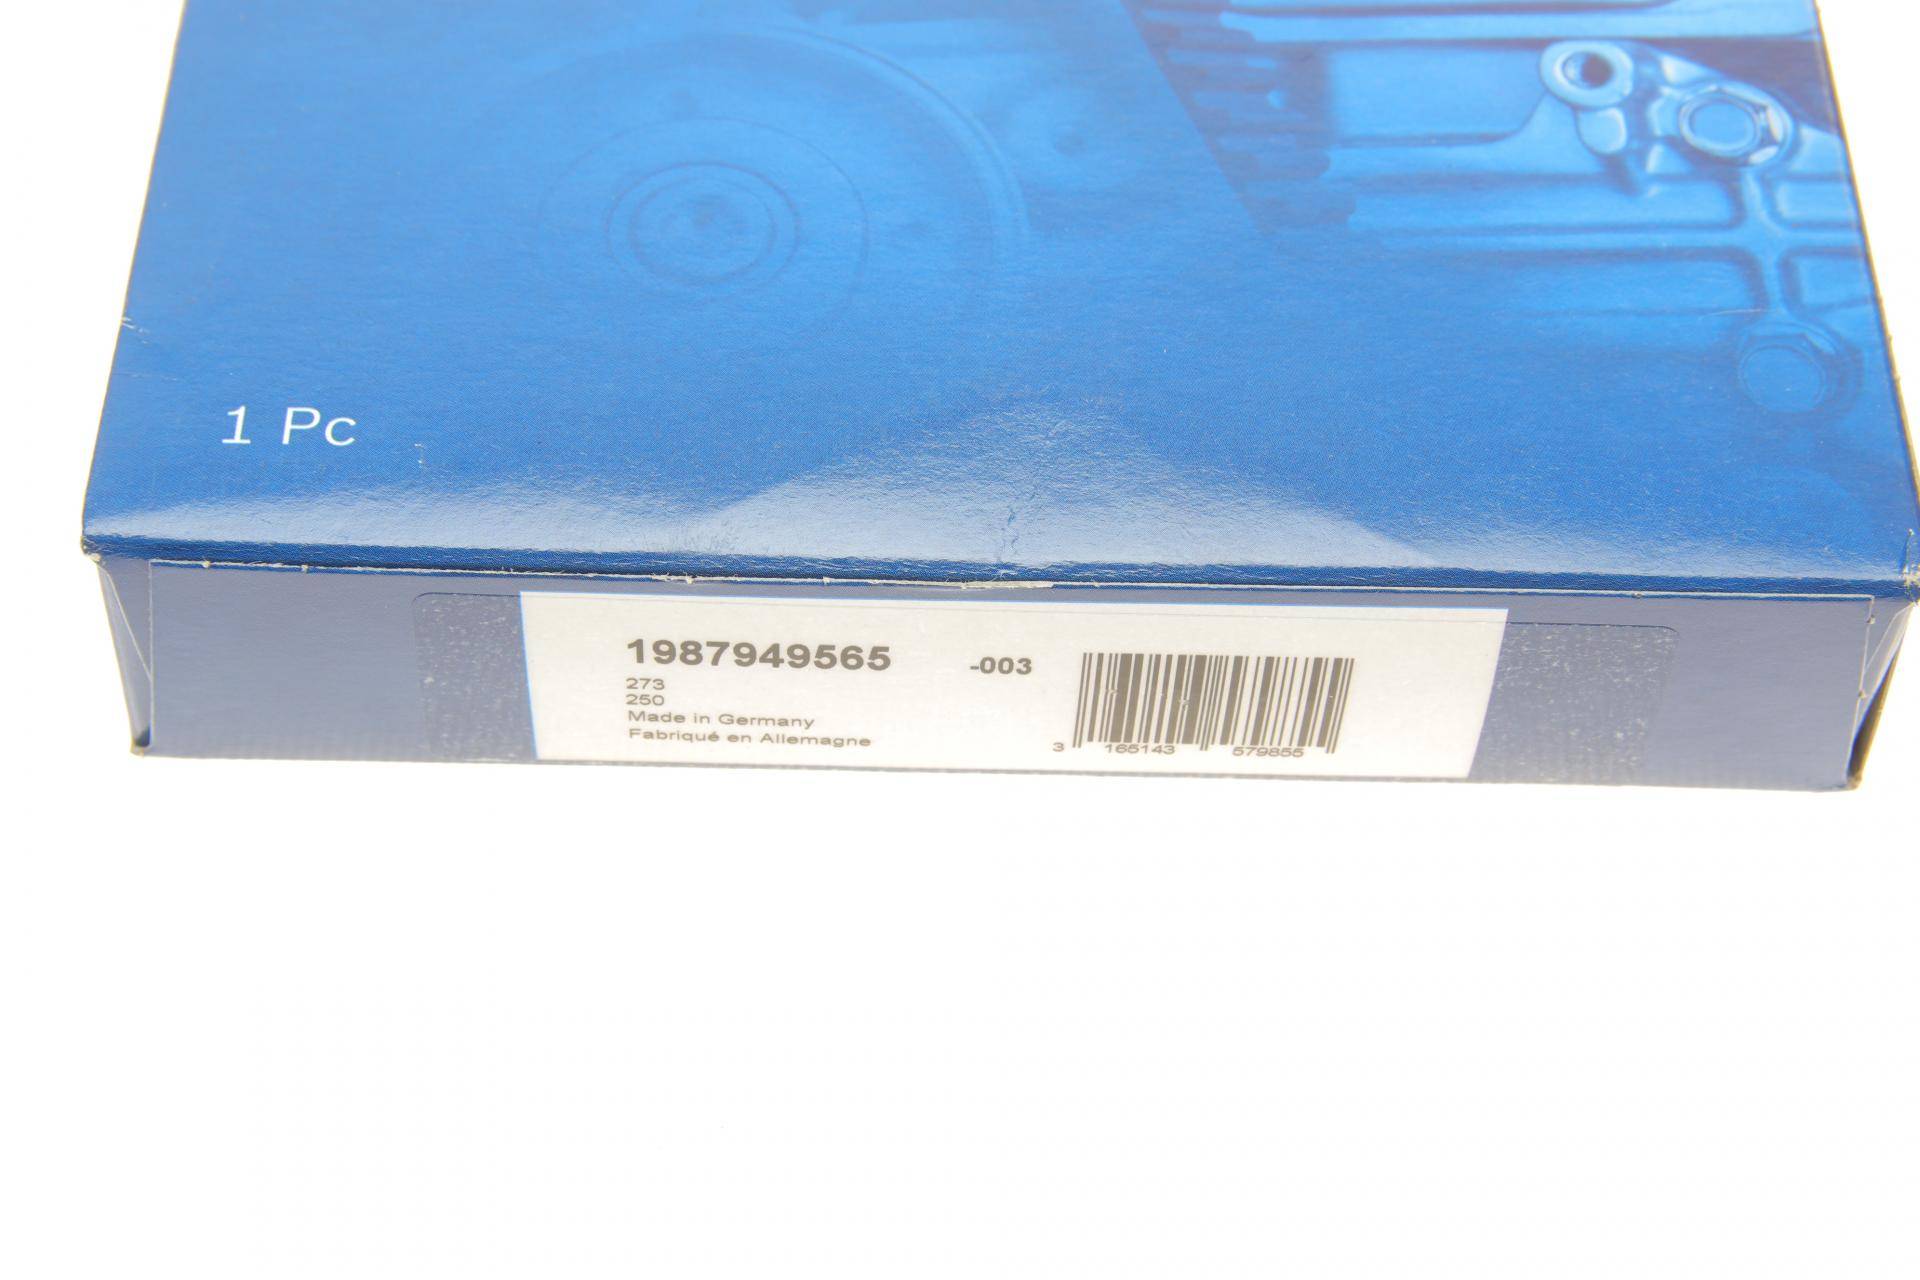 1 Pc
1987949565 -003
273
250
Made in Germany
Fabriqué en Allemagne
3 165143 579855